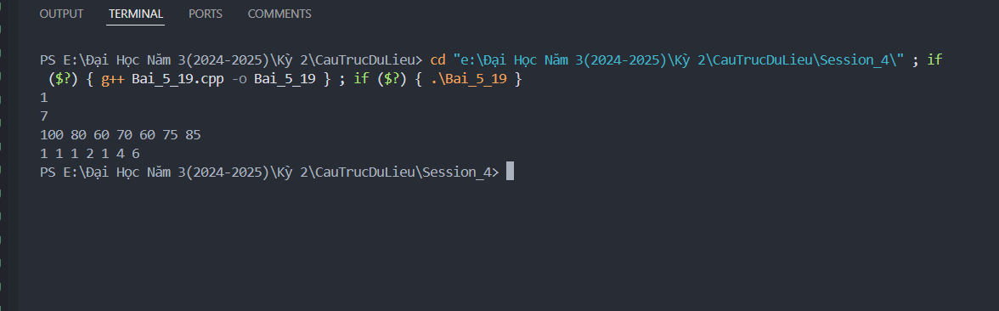 OUTPUT TERMINAL PORTS COMMENTS
PS E:\Đại Học Năm 3(2024-2025)\Kỳ 2\CauTrucDuLieu> cd "e:\Đại Học Năm 3(2024-2025)\Kỳ 2\CauTrucDuLieu\Session_4\" ; if
($?) { g++ Bai_5_19.cpp -o Bai_5_19 } ; if ($?) { .\Bai_5_19 }
1
7
100 80 60 70 60 75 85
1 1 1 2 1 4 6
PS E:\Đại Học Năm 3(2024-2025)\Kỳ 2\CauTrucDuLieu\Session_4>